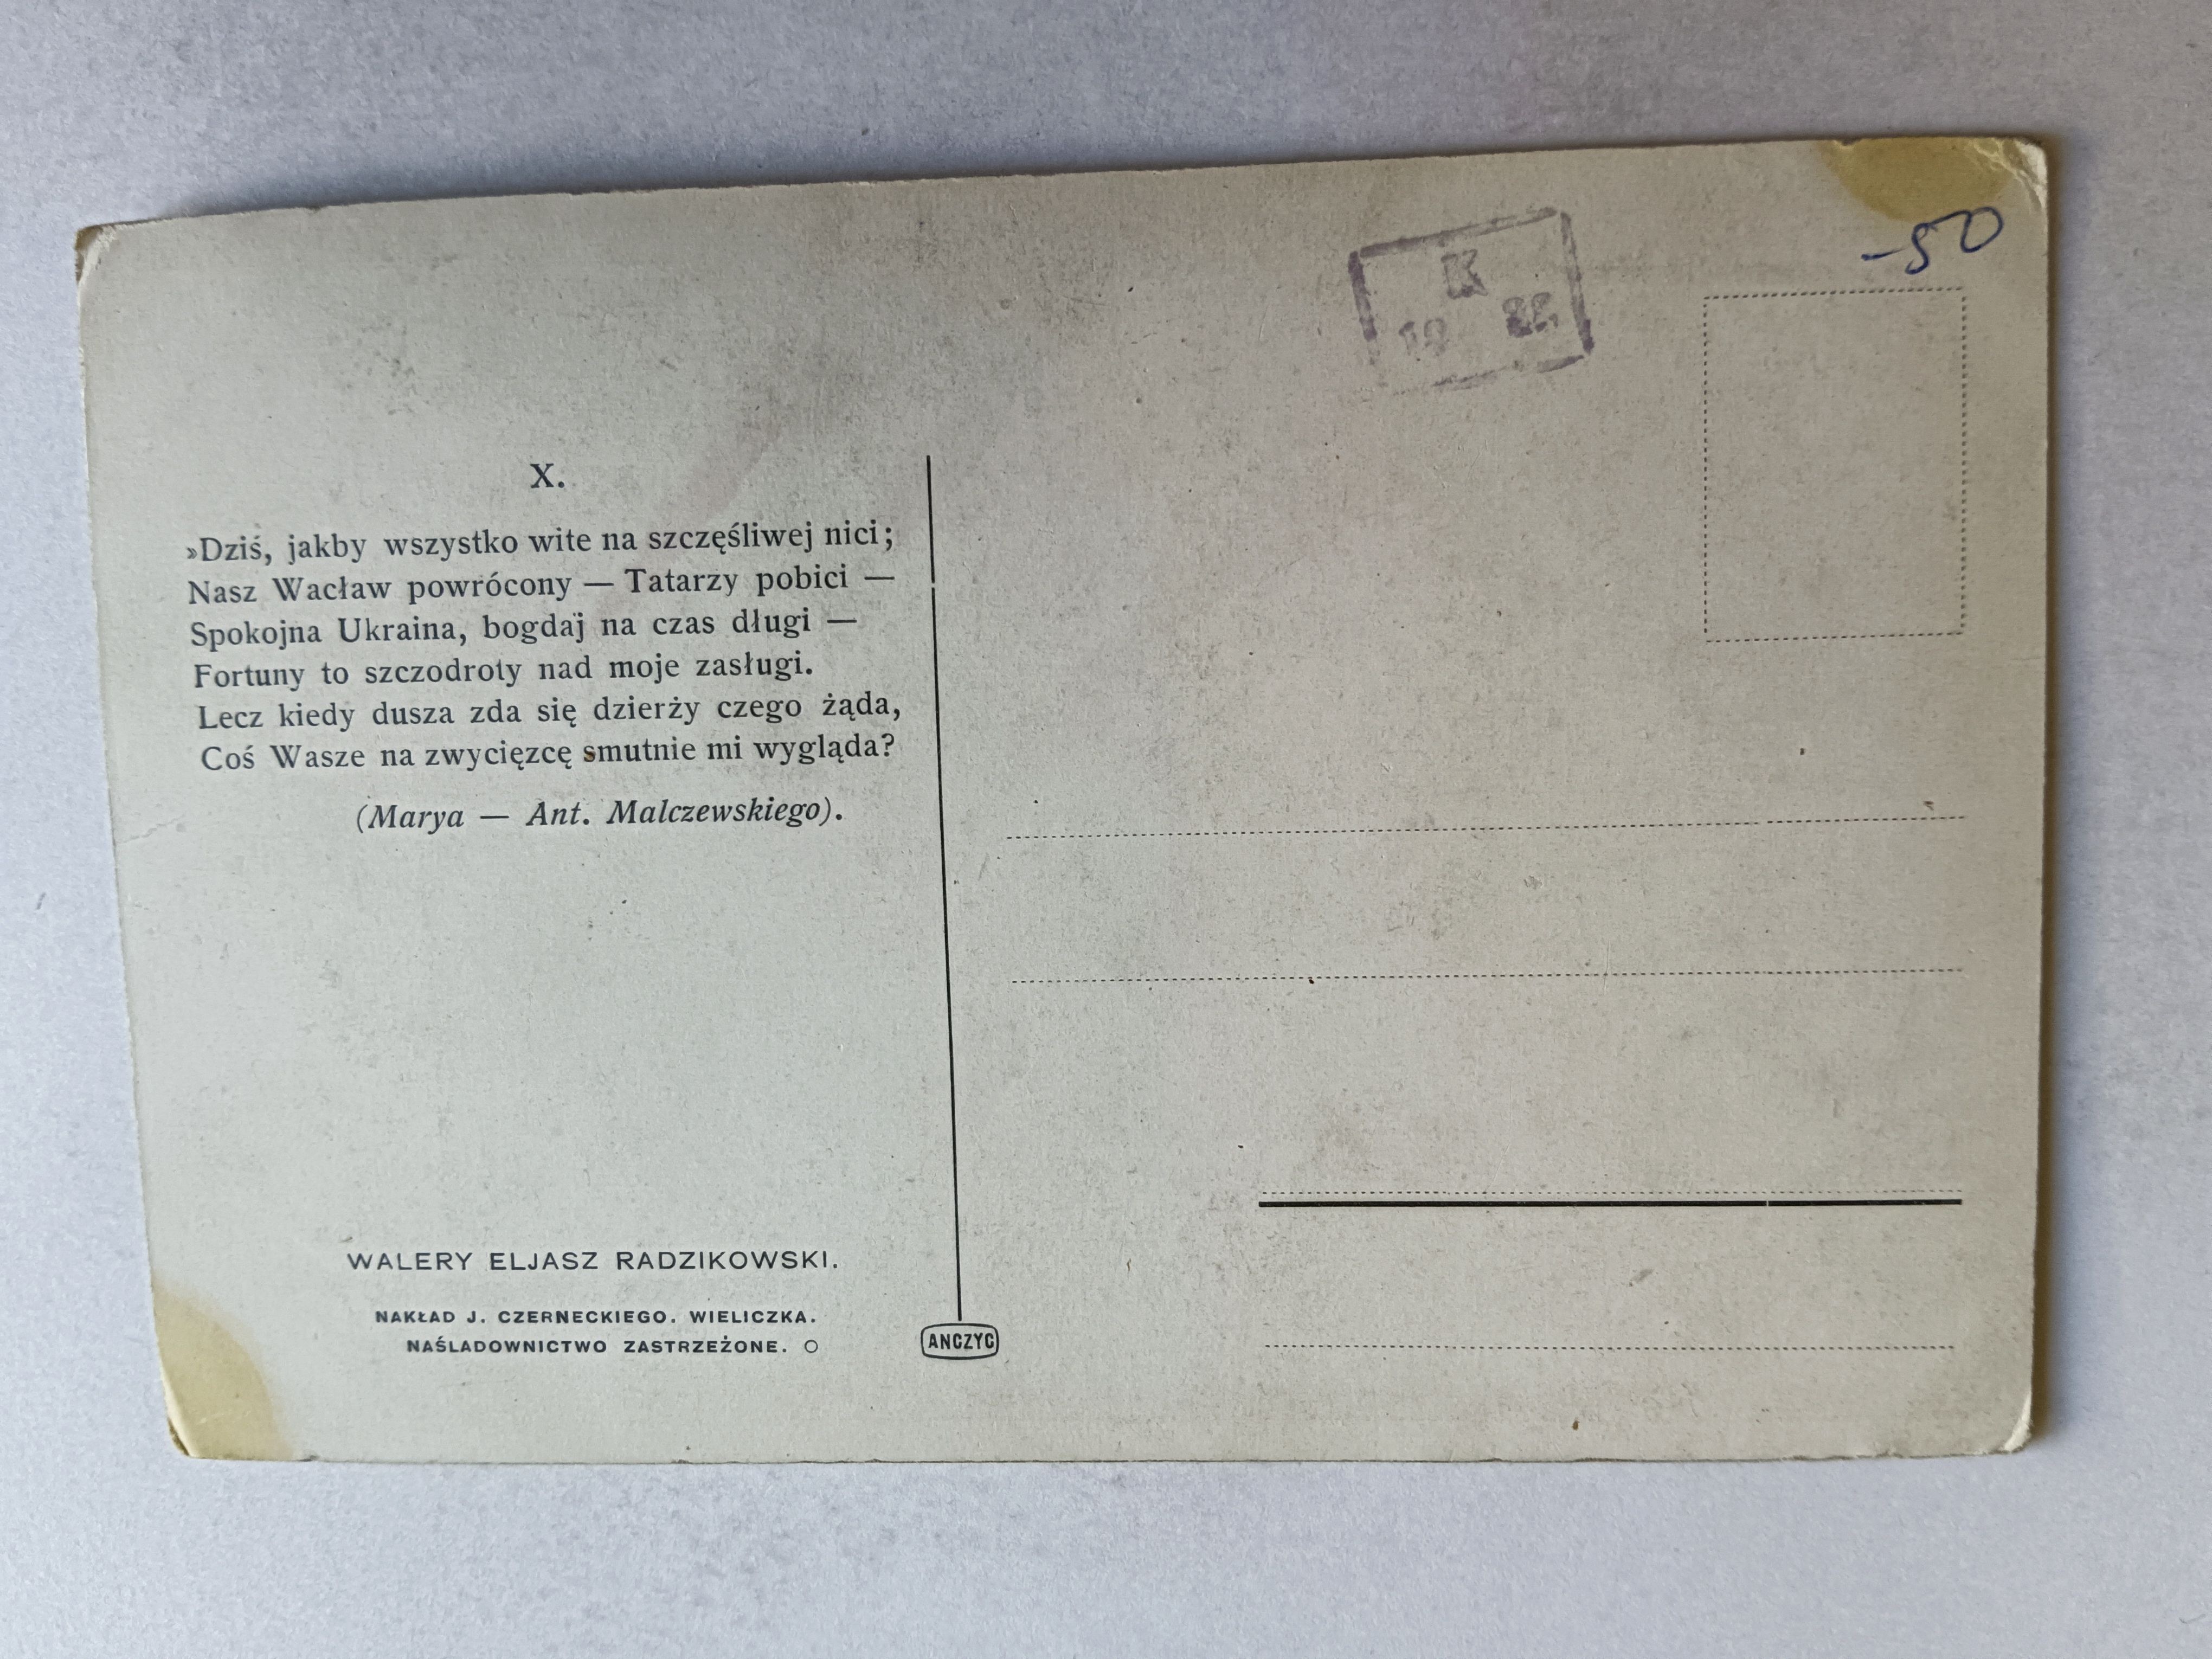 -50
K
19 22
X.
»Dziś, jakby wszystko wite na szczęśliwej nici;
Nasz Wacław powrócony — Tatarzy pobici —
Spokojna Ukraina, bogdaj na czas długi —
Fortuny to szczodroty nad moje zasługi.
Lecz kiedy dusza zda się dzierży czego żąda,
Coś Wasze na zwycięzcę smutnie mi wygląda?
(Marya — Ant. Malczewskiego).
WALERY ELJASZ RADZIKOWSKI.
NAKŁAD J. CZERNECKIEGO. WIELICZKA.
NAŚLADOWNICTWO ZASTRZEŻONE.
ANCZYC